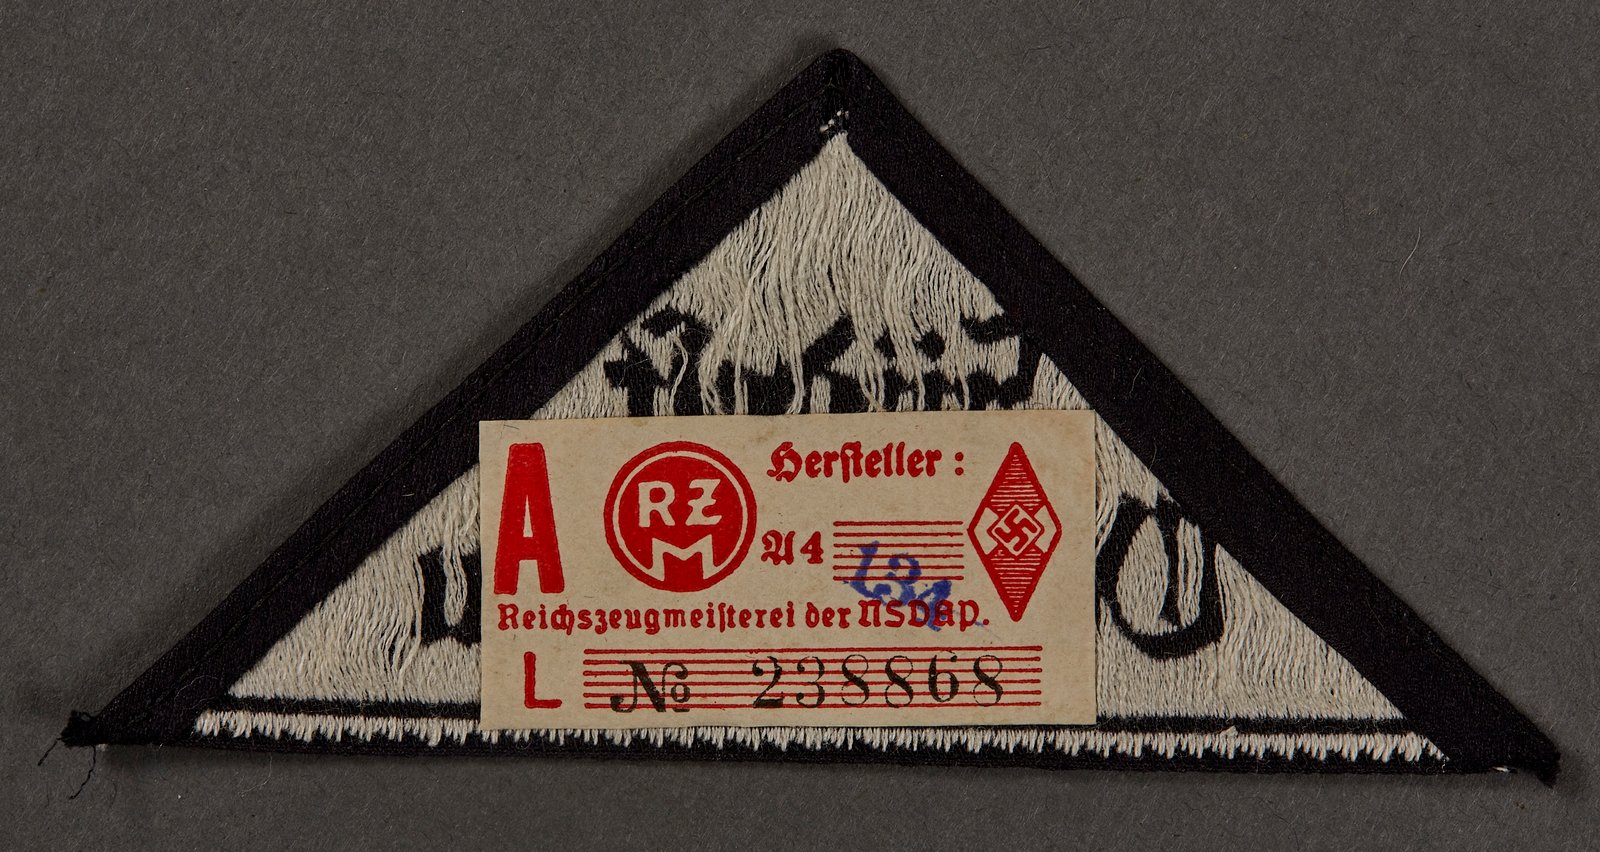 A
RZM
Hersteller:
A4
134
Reichszeugmeisterei der NSDAP.
L
№ 238868